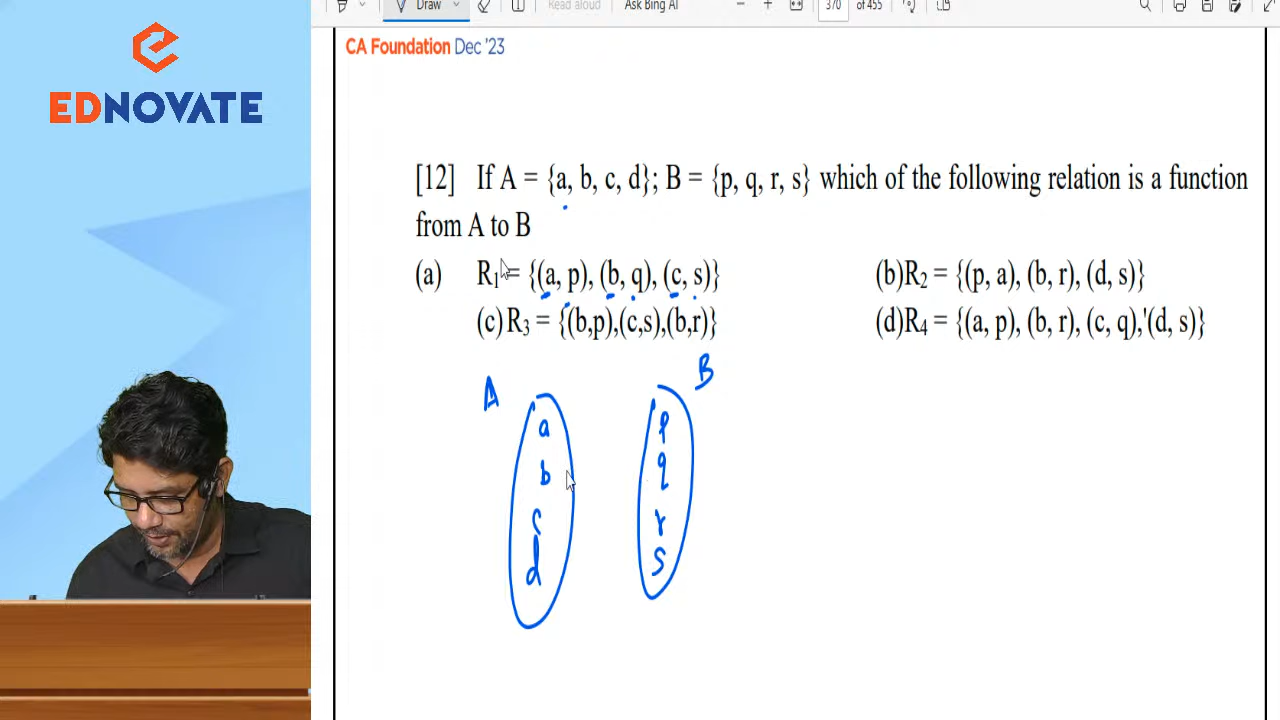 Draw
Read aloud
Ask Bing AI
370 of 455
EDNOVATE
CA Foundation Dec '23
[12] If A = {a, b, c, d}; B = {p, q, r, s} which of the following relation is a function
from A to B
(a) R₁ = {(a, p), (b, q), (c, s)} (b)R₂ = {(p, a), (b, r), (d, s)}
(c) R₃ = {(b,p),(c,s),(b,r)} (d)R₄ = {(a, p), (b, r), (c, q),'(d, s)}
A B
a p
b q
c r
d s